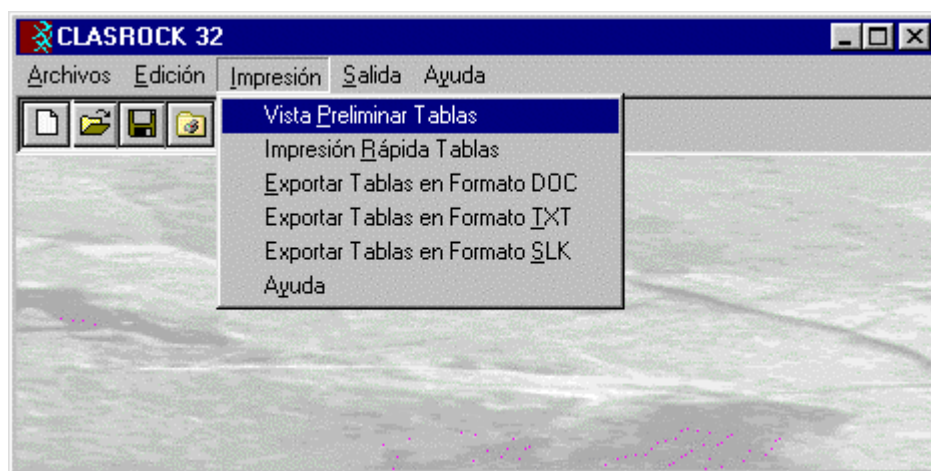 CLASROCK 32
Archivos Edición Impresión Salida Ayuda
Vista Preliminar Tablas
Impresión Rápida Tablas
Exportar Tablas en Formato DOC
Exportar Tablas en Formato TXT
Exportar Tablas en Formato SLK
Ayuda